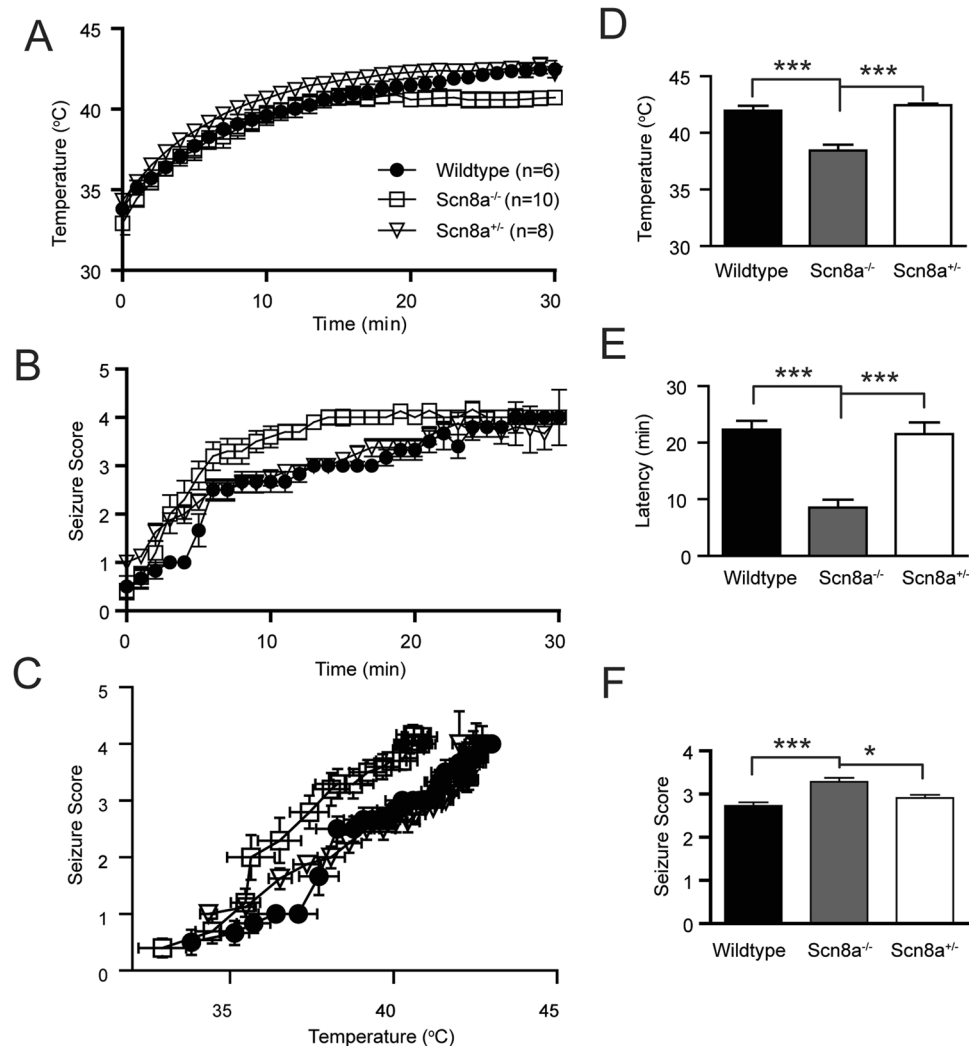 A
Temperature (°C)
45
40
35
30
0
10
20
30
Time (min)
Wildtype (n=6)
Scn8a-/- (n=10)
Scn8a+/- (n=8)
B
Seizure Score
5
4
3
2
1
0
0
10
20
30
Time (min)
C
Seizure Score
5
4
3
2
1
0
35
40
45
Temperature (°C)
D
Temperature (°C)
45
40
35
30
***
***
Wildtype
Scn8a-/-
Scn8a+/-
E
Latency (min)
30
20
10
0
***
***
Wildtype
Scn8a-/-
Scn8a+/-
F
Seizure Score
4
3
2
1
0
***
*
Wildtype
Scn8a-/-
Scn8a+/-